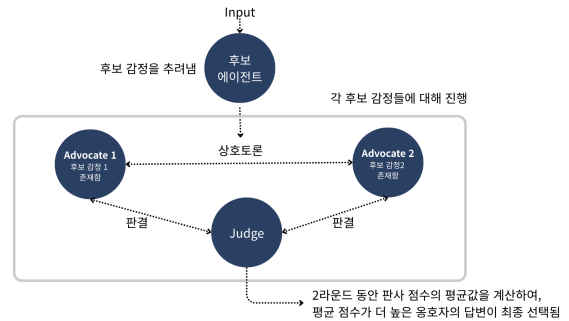 Input
후보
에이전트
후보 감정을 추려냄
각 후보 감정들에 대해 진행
Advocate 1
후보 감정 1
존재함
상호토론
Advocate 2
후보 감정2
존재함
판결
Judge
판결
2라운드 동안 판사 점수의 평균값을 계산하여,
평균 점수가 더 높은 옹호자의 답변이 최종 선택됨